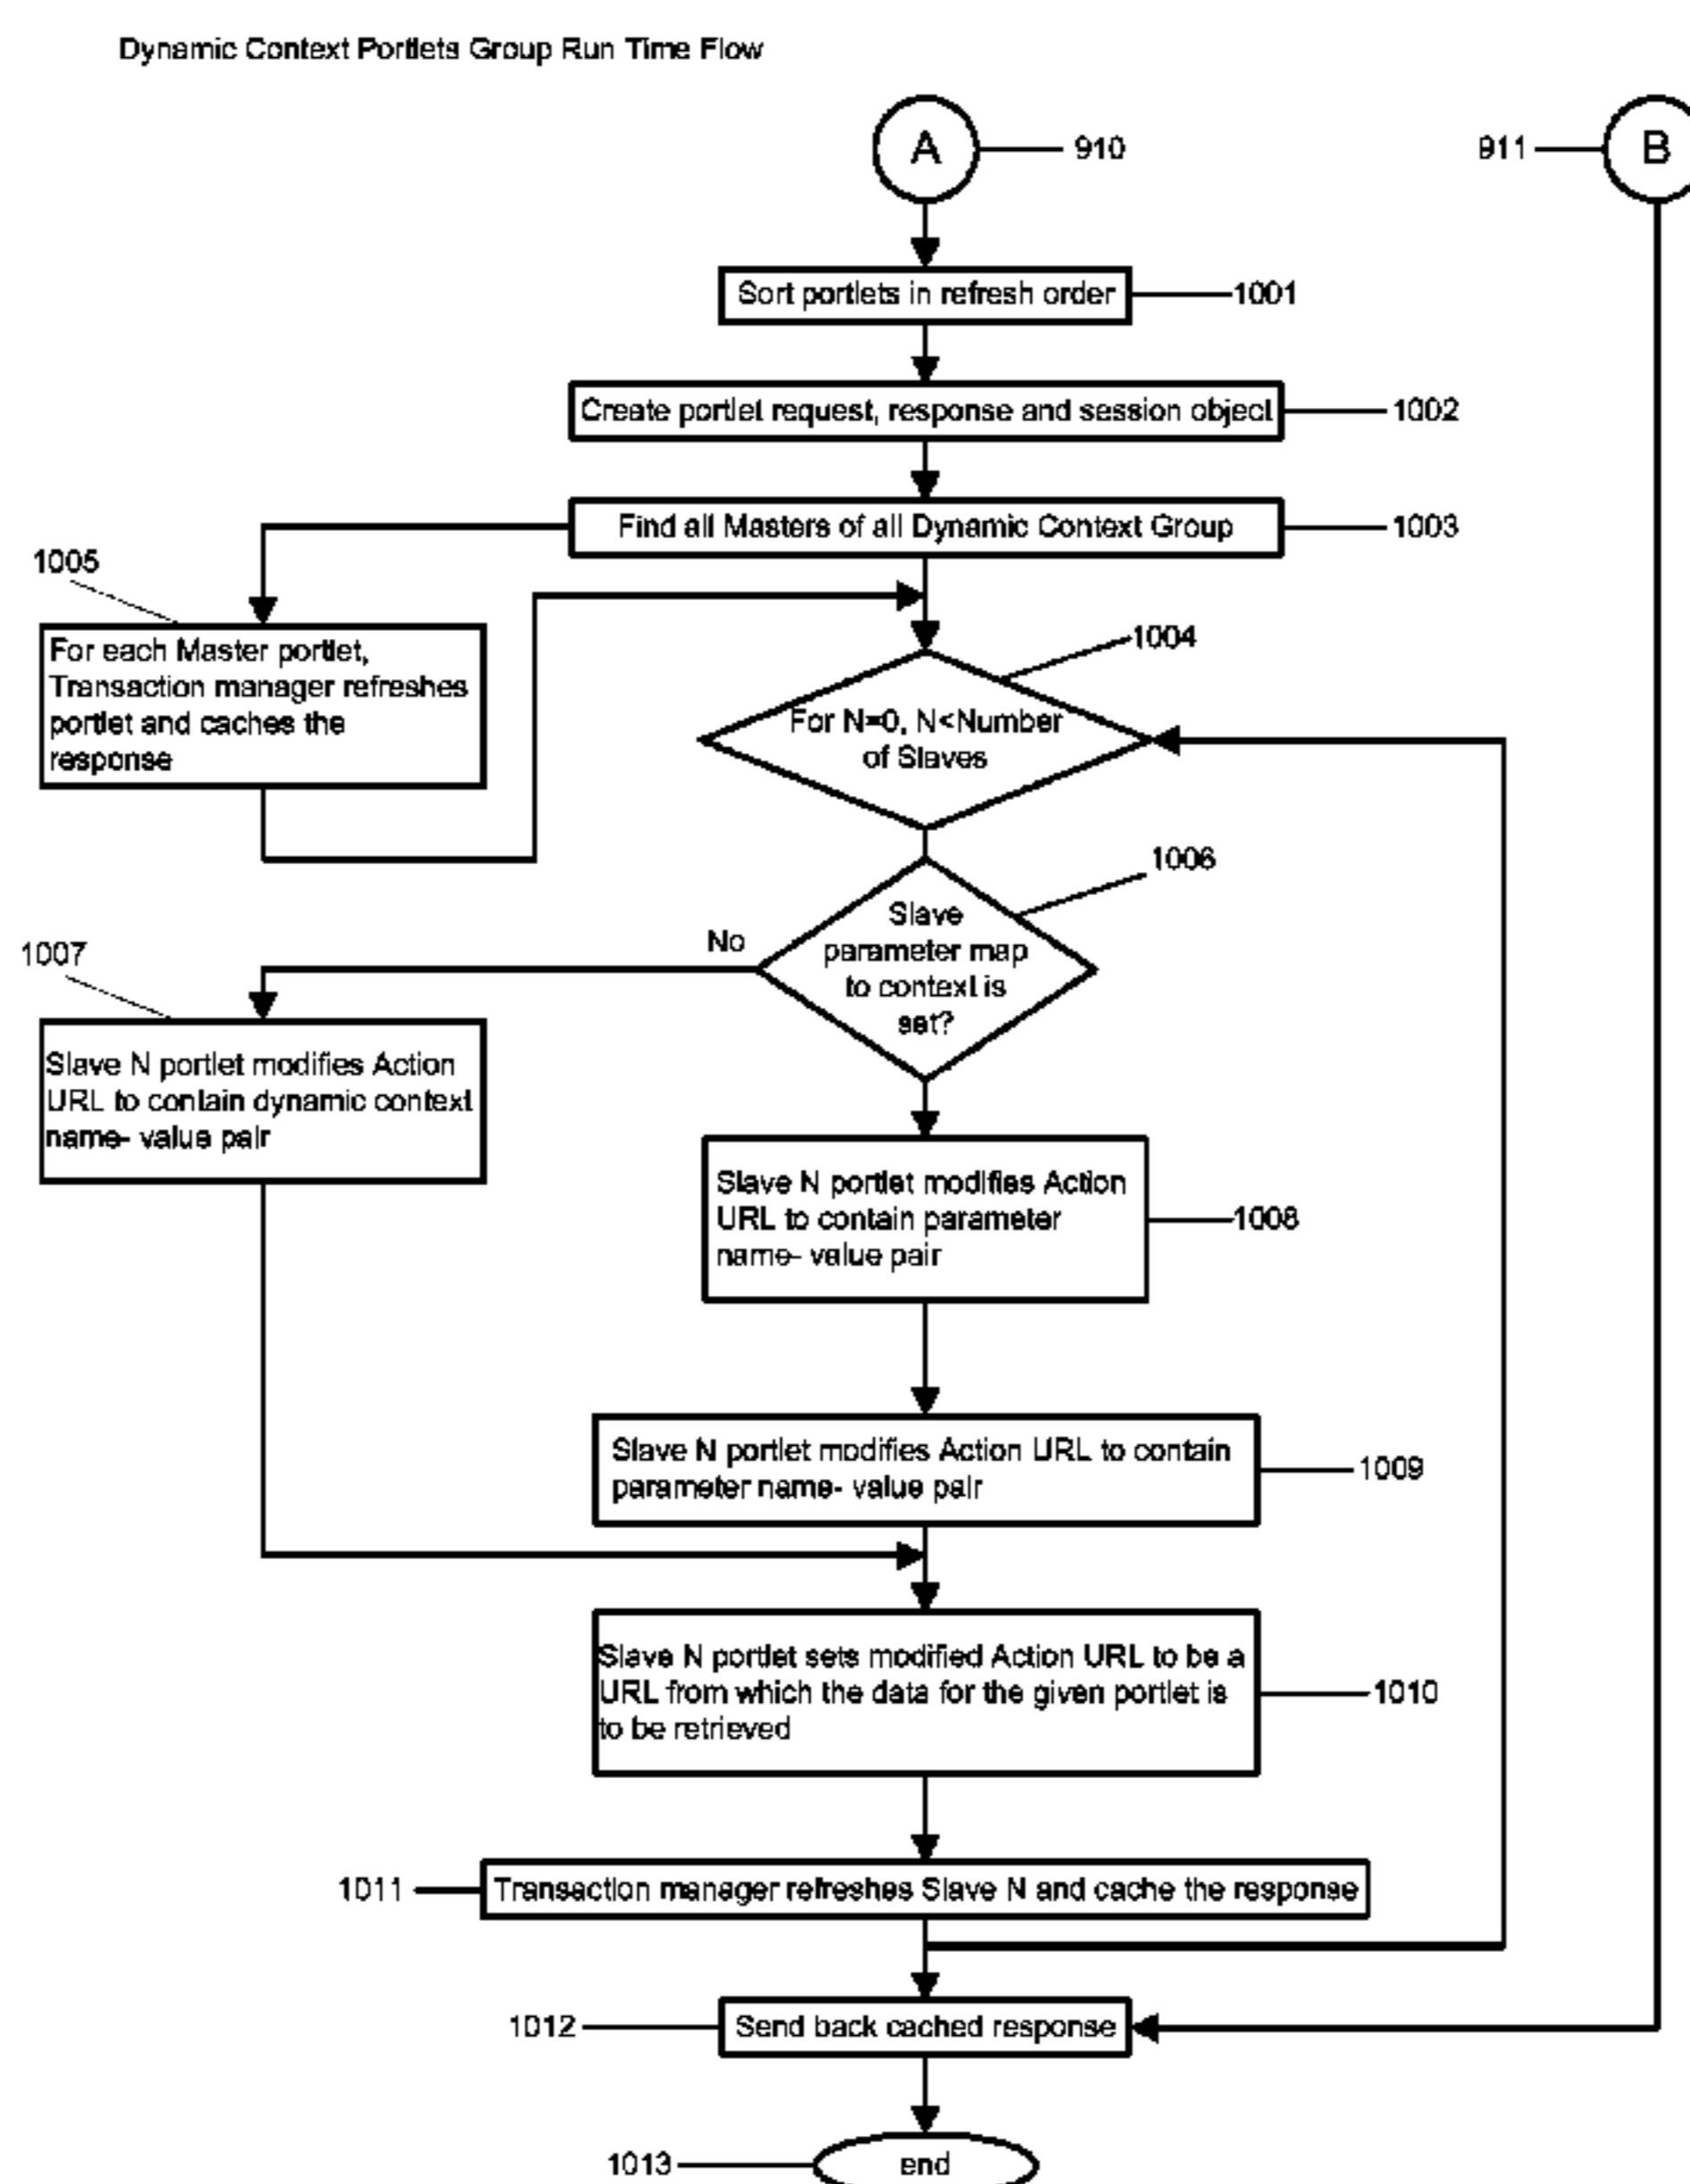 Dynamic Context Portlets Group Run Time Flow
A
910
911
B
Sort portlets in refresh order
1001
Create portlet request, response and session object
1002
Find all Masters of all Dynamic Context Group
1003
1005
For each Master portlet,
Transaction manager refreshes
portlet and caches the
response
1004
For N=0, N<Number
of Slaves
1006
Slave
parameter map
to context is
set?
No
1007
Slave N portlet modifies Action
URL to contain dynamic context
name- value pair
Slave N portlet modifies Action
URL to contain parameter
name- value pair
1008
Slave N portlet modifies Action URL to contain
parameter name- value pair
1009
Slave N portlet sets modified Action URL to be a
URL from which the data for the given portlet is
to be retrieved
1010
1011
Transaction manager refreshes Slave N and cache the response
1012
Send back cached response
1013
end